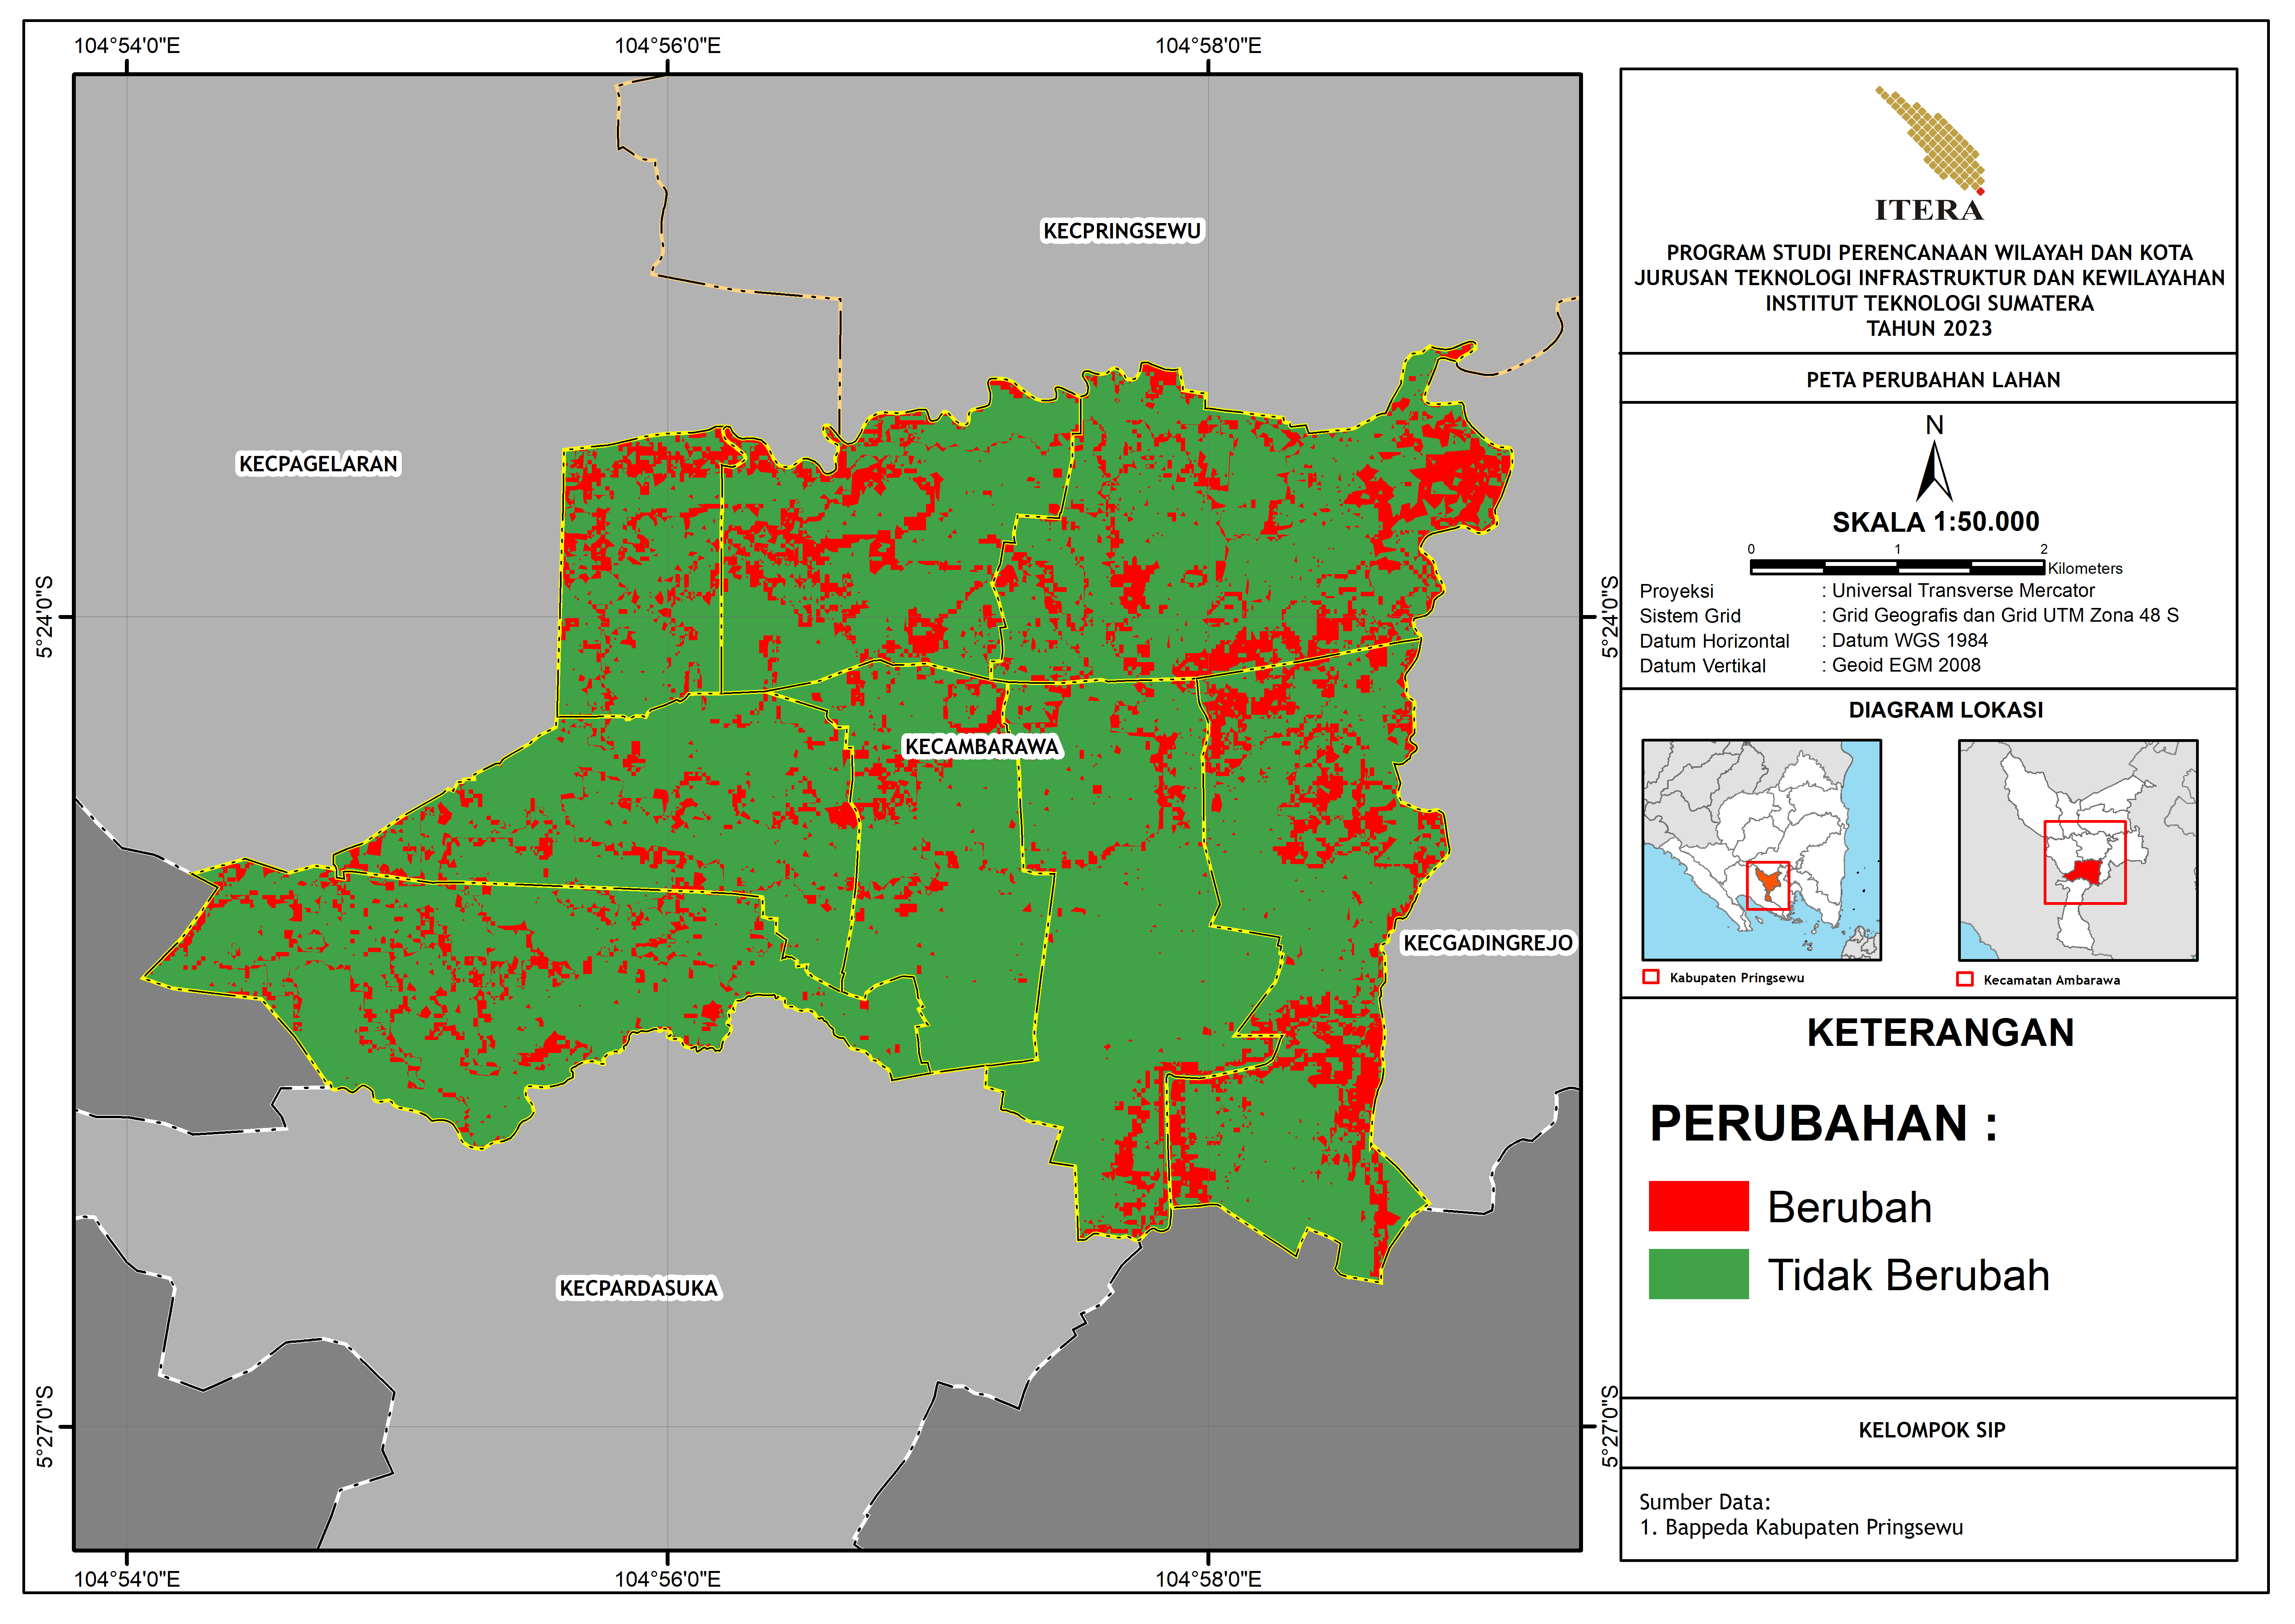 104°54'0"E
104°56'0"E
104°58'0"E
KECPRINGSEWU
KECPAGELARAN
5°24'0"S
5°24'0"S
KECAMBARAWA
KECGADINGREJO
KECPARDASUKA
5°27'0"S
5°27'0"S
104°54'0"E
104°56'0"E
104°58'0"E
ITERA
PROGRAM STUDI PERENCANAAN WILAYAH DAN KOTA
JURUSAN TEKNOLOGI INFRASTRUKTUR DAN KEWILAYAHAN
INSTITUT TEKNOLOGI SUMATERA
TAHUN 2023
PETA PERUBAHAN LAHAN
N
SKALA 1:50.000
0 1 2
Kilometers
Proyeksi : Universal Transverse Mercator
Sistem Grid : Grid Geografis dan Grid UTM Zona 48 S
Datum Horizontal : Datum WGS 1984
Datum Vertikal : Geoid EGM 2008
DIAGRAM LOKASI
Kabupaten Pringsewu
Kecamatan Ambarawa
KETERANGAN
PERUBAHAN :
Berubah
Tidak Berubah
KELOMPOK SIP
Sumber Data:
1. Bappeda Kabupaten Pringsewu